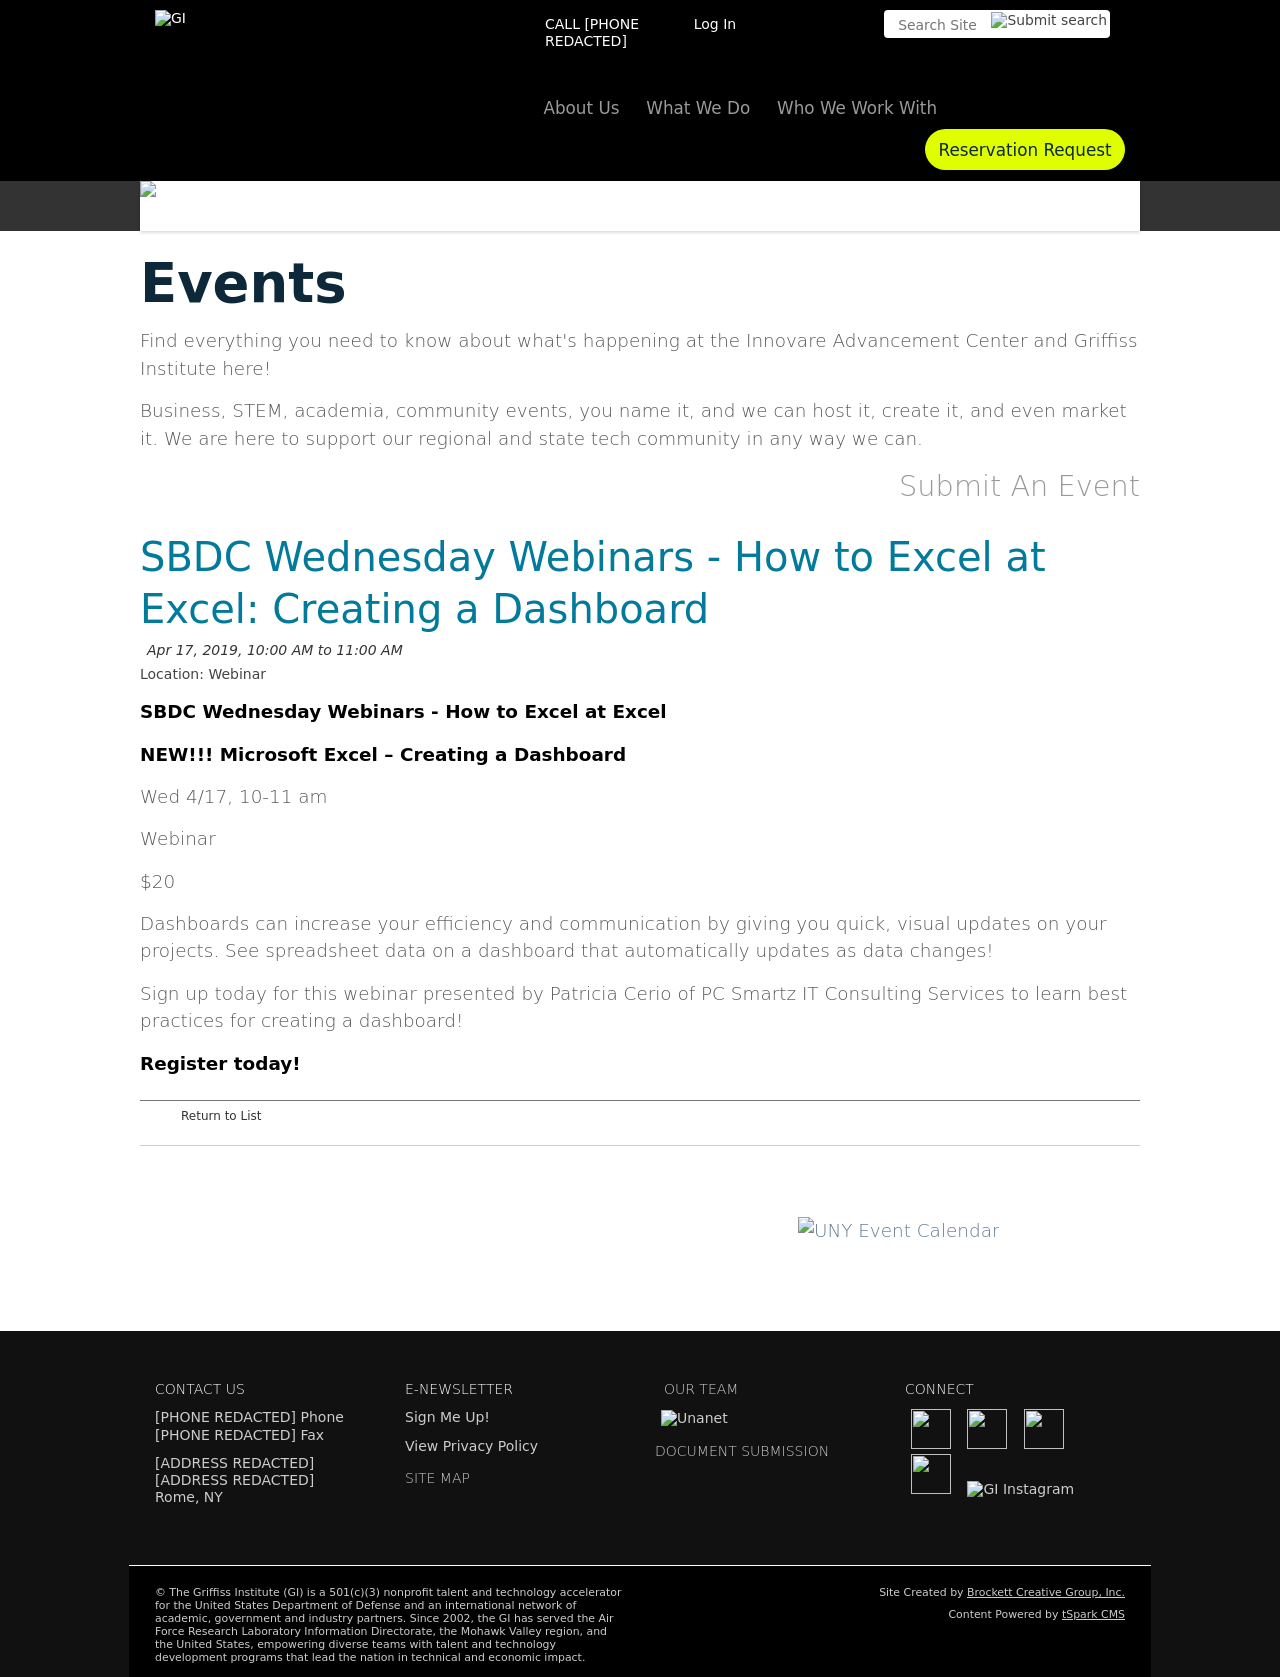 GI
CALL [PHONE
REDACTED]
Log In
Search Site
Submit search
About Us
What We Do
Who We Work With
Reservation Request
Events
Find everything you need to know about what's happening at the Innovare Advancement Center and Griffiss
Institute here!
Business, STEM, academia, community events, you name it, and we can host it, create it, and even market
it. We are here to support our regional and state tech community in any way we can.
Submit An Event
SBDC Wednesday Webinars - How to Excel at
Excel: Creating a Dashboard
Apr 17, 2019, 10:00 AM to 11:00 AM
Location: Webinar
SBDC Wednesday Webinars - How to Excel at Excel
NEW!!! Microsoft Excel – Creating a Dashboard
Wed 4/17, 10-11 am
Webinar
$20
Dashboards can increase your efficiency and communication by giving you quick, visual updates on your
projects. See spreadsheet data on a dashboard that automatically updates as data changes!
Sign up today for this webinar presented by Patricia Cerio of PC Smartz IT Consulting Services to learn best
practices for creating a dashboard!
Register today!
Return to List
UNY Event Calendar
CONTACT US
[PHONE REDACTED] Phone
[PHONE REDACTED] Fax
[ADDRESS REDACTED]
[ADDRESS REDACTED]
Rome, NY
E-NEWSLETTER
Sign Me Up!
View Privacy Policy
SITE MAP
OUR TEAM
Unanet
DOCUMENT SUBMISSION
CONNECT
GI Instagram
© The Griffiss Institute (GI) is a 501(c)(3) nonprofit talent and technology accelerator
for the United States Department of Defense and an international network of
academic, government and industry partners. Since 2002, the GI has served the Air
Force Research Laboratory Information Directorate, the Mohawk Valley region, and
the United States, empowering diverse teams with talent and technology
development programs that lead the nation in technical and economic impact.
Site Created by Brockett Creative Group, Inc.
Content Powered by tSpark CMS